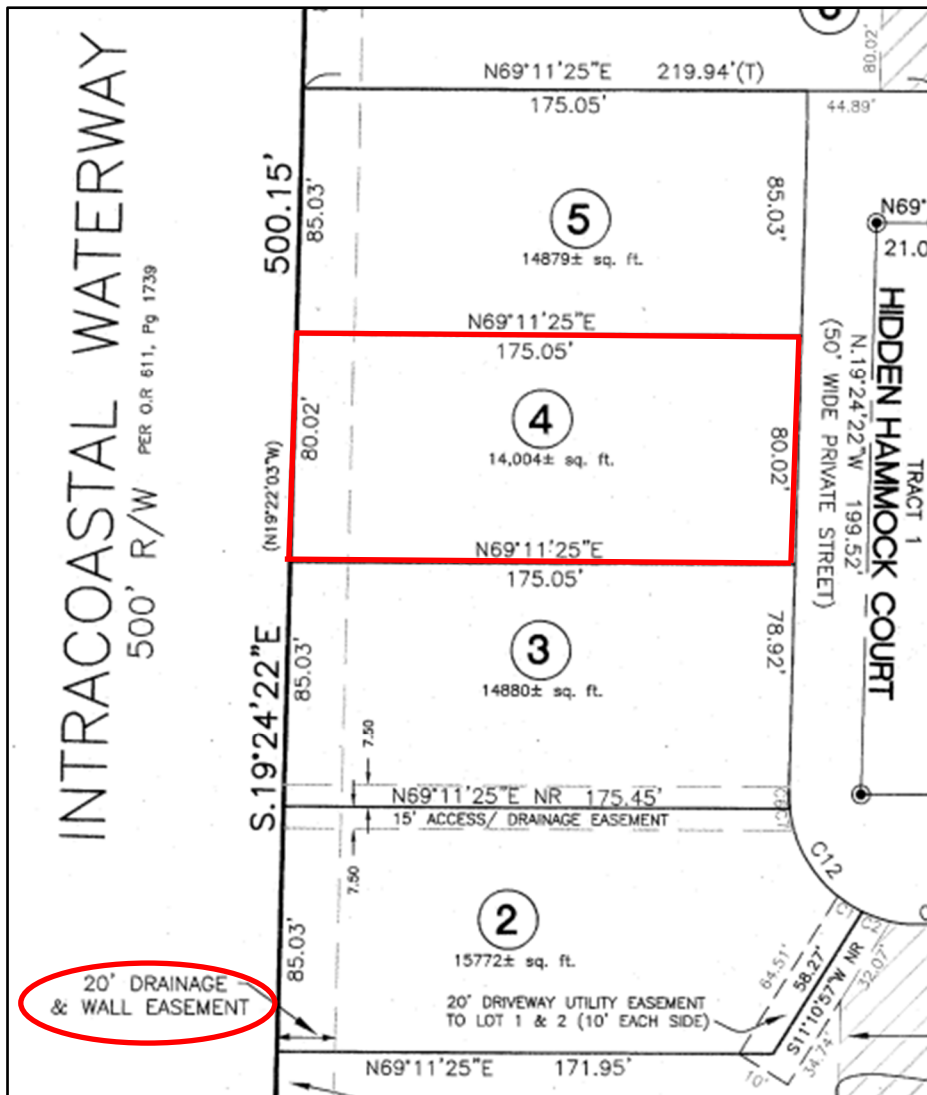 INTRACOASTAL WATERWAY
500' R/W PER O.R 611, Pg 1739
500.15'
(N19°22'03"W)
S.19°24'22"E
80.02'
N69°11'25"E 219.94'(T)
175.05'
44.89'
85.03'
85.03'
5
14879± sq. ft.
N69°11'25"E
175.05'
80.02'
80.02'
4
14,004± sq. ft.
N69°11'25"E
175.05'
85.03'
78.92'
3
14880± sq. ft.
7.50
N69°11'25"E NR 175.45'
15' ACCESS/ DRAINAGE EASEMENT
7.50
C6
C7
C12
C1
C2
85.03'
2
15772± sq. ft.
20' DRAINAGE
& WALL EASEMENT
20' DRIVEWAY UTILITY EASEMENT
TO LOT 1 & 2 (10' EACH SIDE)
64.51'
58.27'
S11°10'57"W NR
32.07'
34.74'
10'
N69°11'25"E 171.95'
N69°
21.0
TRACT 1
HIDDEN HAMMOCK COURT
N.19°24'22"W 199.52'
(50' WIDE PRIVATE STREET)